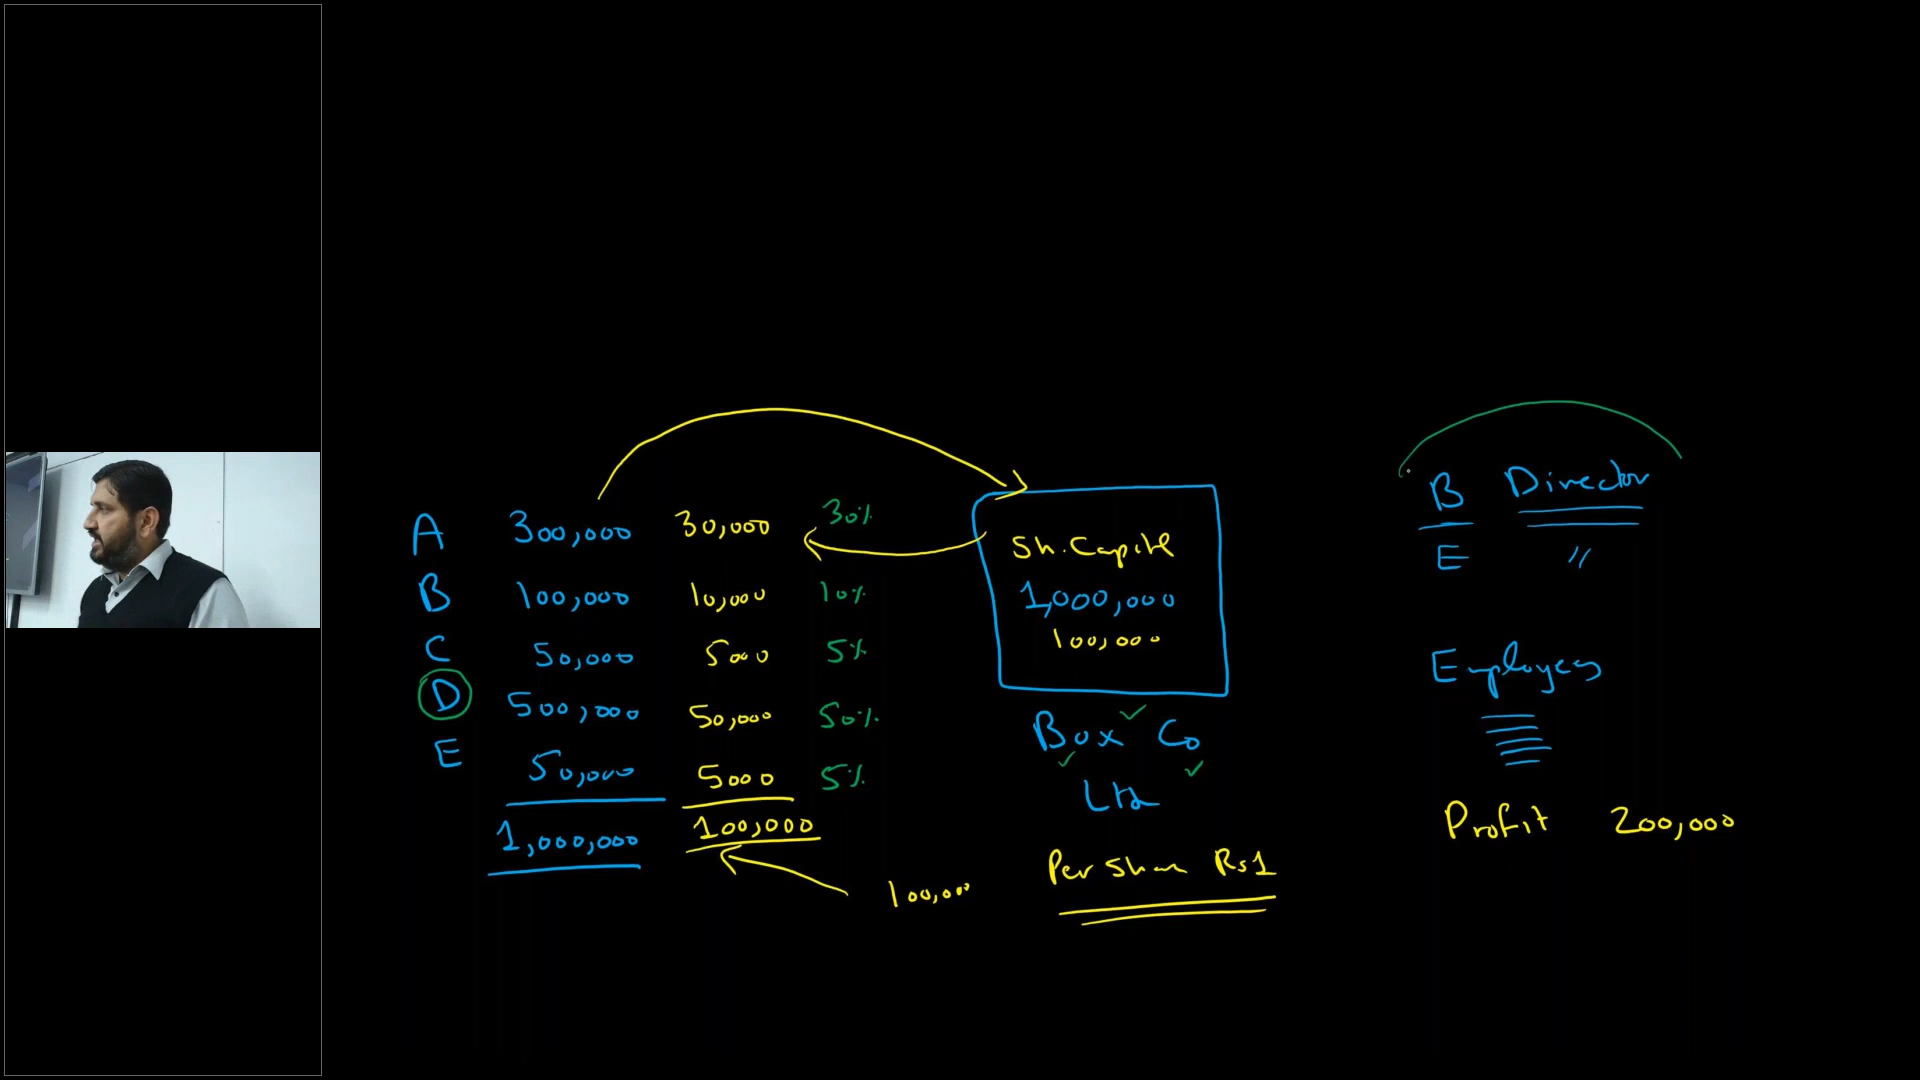 A 300,000 30,000 30%
B 100,000 10,000 10%
C 50,000 5000 5%
D 500,000 50,000 50%
E 50,000 5000 5%
1,000,000 100,000
100,000
Sh. Capital
1,000,000
100,000
Box Co
Ltd
Per Share Rs1
B Director
E "
Employees
Profit 200,000